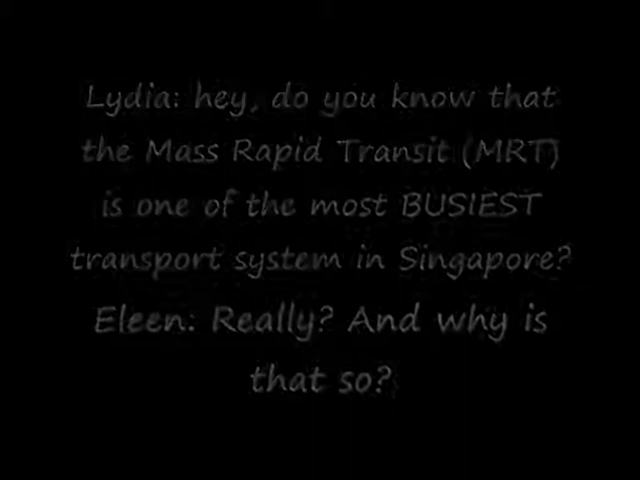 Lydia: hey, do you know that
the Mass Rapid Transit (MRT)
is one of the most BUSIEST
transport system in Singapore?
Eleen: Really? And why is
that so?